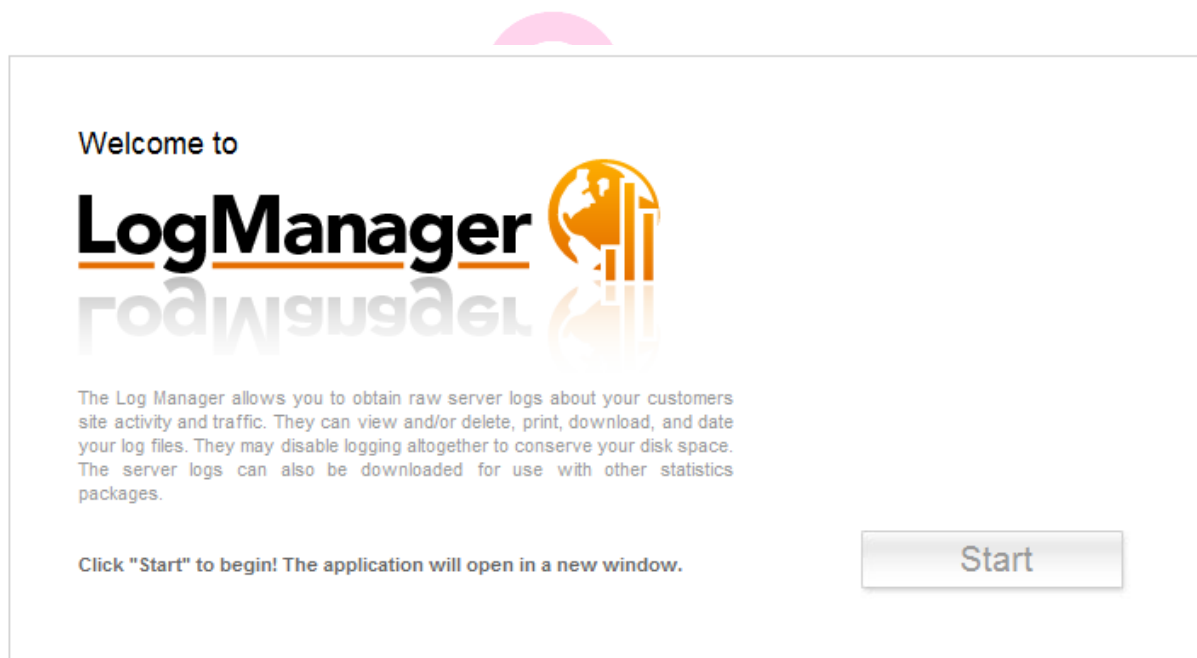 Welcome to
LogManager
The Log Manager allows you to obtain raw server logs about your customers
site activity and traffic. They can view and/or delete, print, download, and date
your log files. They may disable logging altogether to conserve your disk space.
The server logs can also be downloaded for use with other statistics
packages.
Click "Start" to begin! The application will open in a new window.
Start